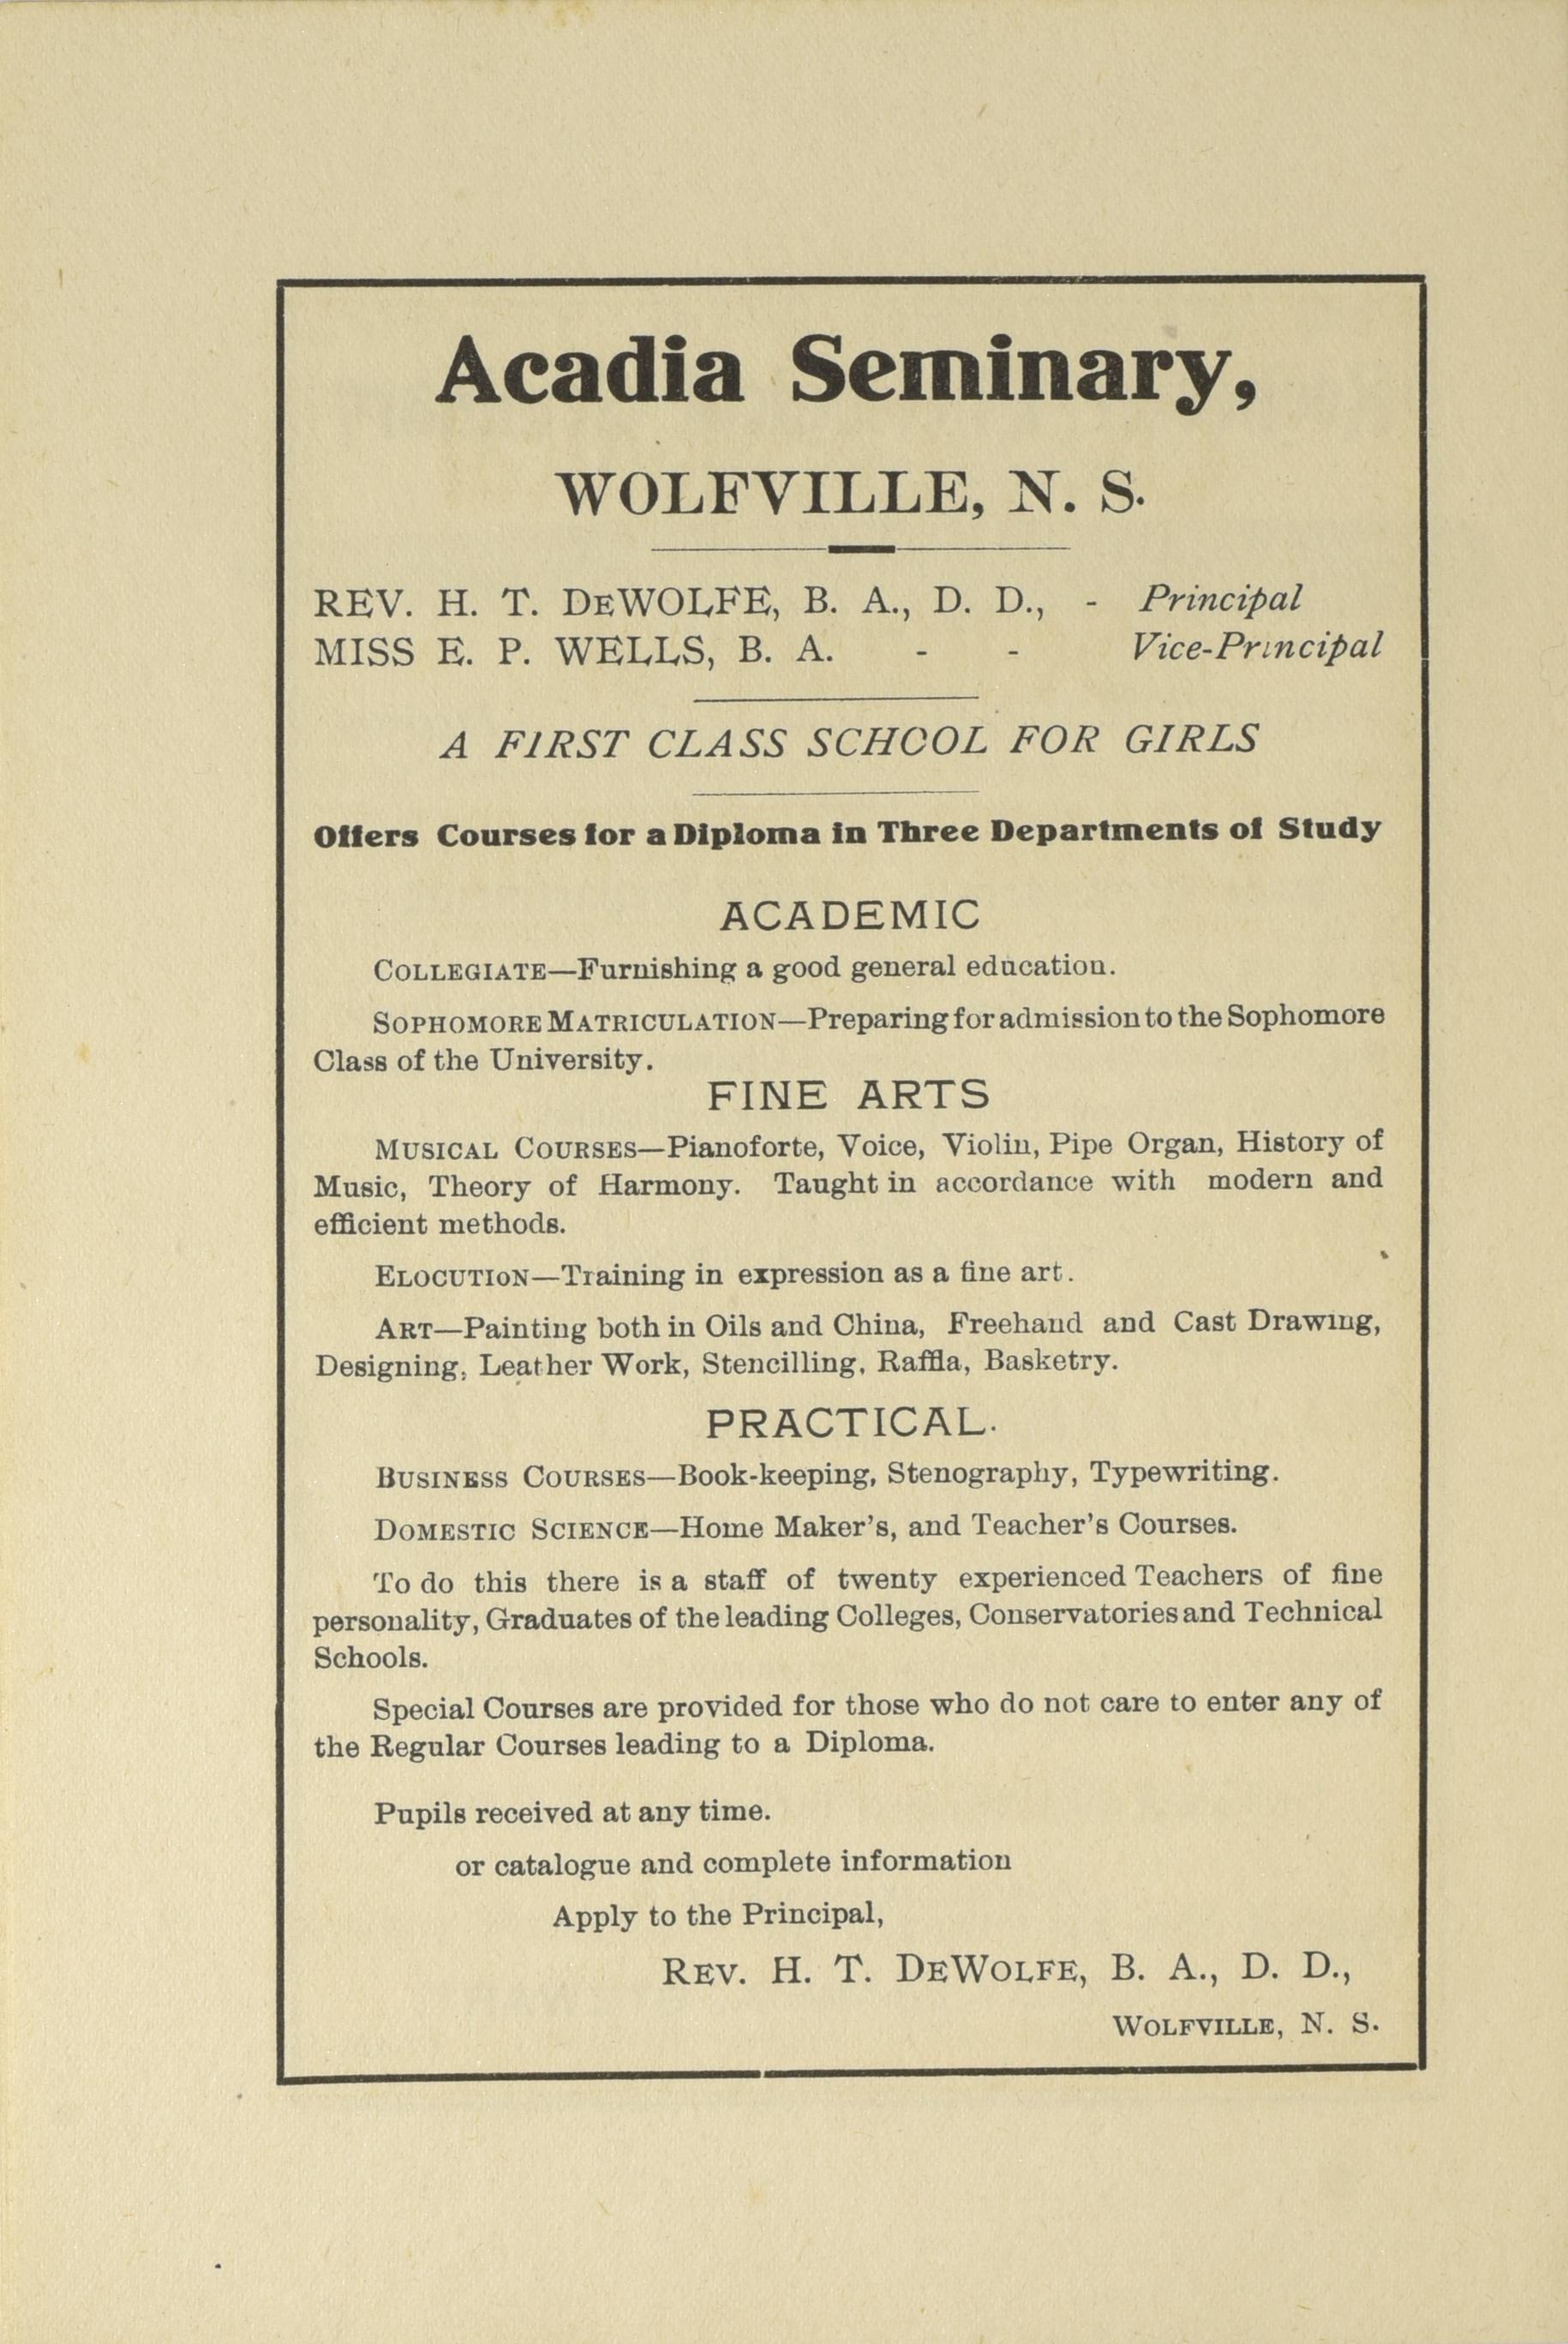 Acadia Seminary,
WOLFVILLE, N. S.
REV. H. T. DEWOLFE, B. A., D. D., - Principal
MISS E. P. WELLS, B. A. - - Vice-Principal
A FIRST CLASS SCHOOL FOR GIRLS
Offers Courses for a Diploma in Three Departments of Study
ACADEMIC
COLLEGIATE—Furnishing a good general education.
SOPHOMORE MATRICULATION—Preparing for admission to the Sophomore
Class of the University.
FINE ARTS
MUSICAL COURSES—Pianoforte, Voice, Violin, Pipe Organ, History of
Music, Theory of Harmony. Taught in accordance with modern and
efficient methods.
ELOCUTION—Training in expression as a fine art.
ART—Painting both in Oils and China, Freehand and Cast Drawing,
Designing, Leather Work, Stencilling, Raffla, Basketry.
PRACTICAL.
BUSINESS COURSES—Book-keeping, Stenography, Typewriting.
DOMESTIC SCIENCE—Home Maker's, and Teacher's Courses.
To do this there is a staff of twenty experienced Teachers of fine
personality, Graduates of the leading Colleges, Conservatories and Technical
Schools.
Special Courses are provided for those who do not care to enter any of
the Regular Courses leading to a Diploma.
Pupils received at any time.
or catalogue and complete information
Apply to the Principal,
REV. H. T. DEWOLFE, B. A., D. D.,
WOLFVILLE, N. S.